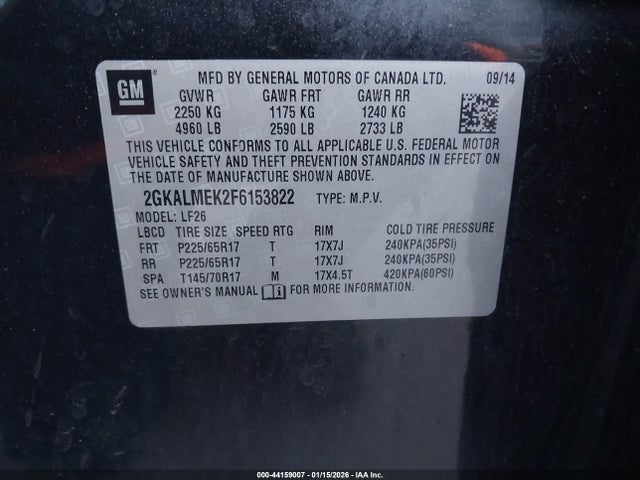 GM
MFD BY GENERAL MOTORS OF CANADA LTD. 09/14
GVWR GAWR FRT GAWR RR
2250 KG 1175 KG 1240 KG
4960 LB 2590 LB 2733 LB
THIS VEHICLE CONFORMS TO ALL APPLICABLE U.S. FEDERAL MOTOR
VEHICLE SAFETY AND THEFT PREVENTION STANDARDS IN EFFECT ON
THE DATE OF MANUFACTURE SHOWN ABOVE.
2GKALMEK2F6153822 TYPE: M.P.V.
MODEL: LF26
LBCD TIRE SIZE SPEED RTG RIM COLD TIRE PRESSURE
FRT P225/65R17 T 17X7J 240KPA(35PSI)
RR P225/65R17 T 17X7J 240KPA(35PSI)
SPA T145/70R17 M 17X4.5T 420KPA(60PSI)
SEE OWNER'S MANUAL FOR MORE INFORMATION.
000-44159007 - 01/15/2026 - IAA Inc.